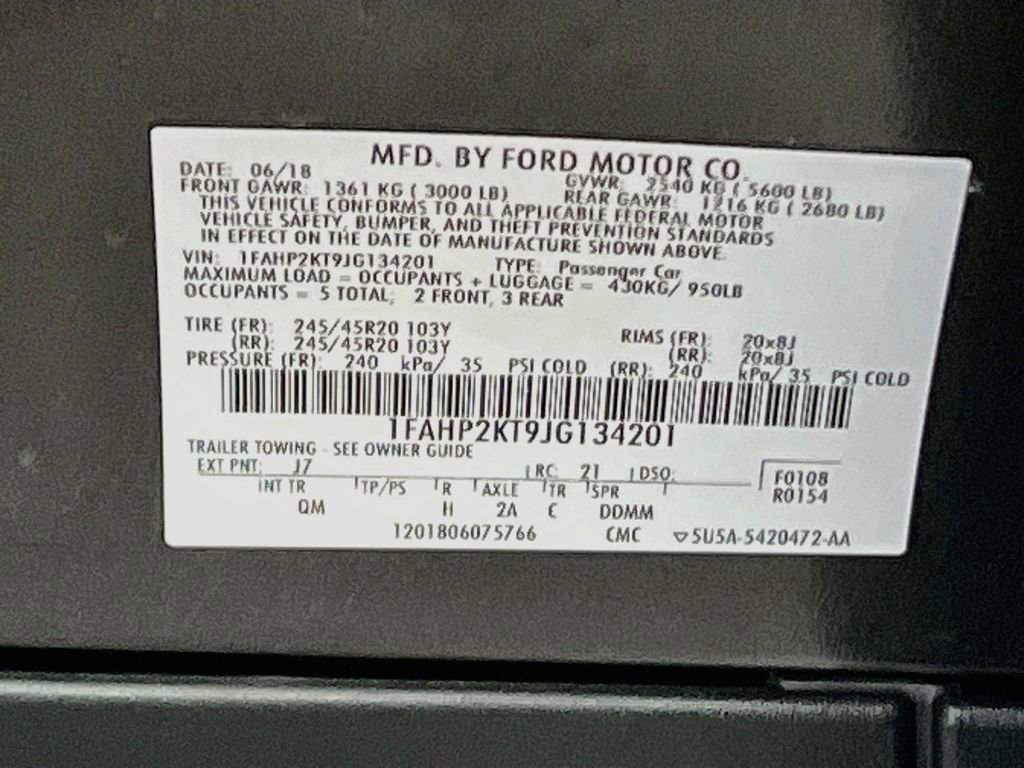 MFD. BY FORD MOTOR CO.
DATE: 06/18 GVWR: 2540 KG ( 5600 LB)
FRONT GAWR: 1361 KG ( 3000 LB) REAR GAWR: 1216 KG ( 2680 LB)
THIS VEHICLE CONFORMS TO ALL APPLICABLE FEDERAL MOTOR
VEHICLE SAFETY, BUMPER, AND THEFT PREVENTION STANDARDS
IN EFFECT ON THE DATE OF MANUFACTURE SHOWN ABOVE.
VIN: 1FAHP2KT9JG134201 TYPE: Passenger Car
MAXIMUM LOAD = OCCUPANTS + LUGGAGE = 430KG/ 950LB
OCCUPANTS = 5 TOTAL, 2 FRONT, 3 REAR
TIRE (FR): 245/45R20 103Y RIMS (FR): 20x8J
(RR): 245/45R20 103Y (RR): 20x8J
PRESSURE (FR): 240 kPa/ 35 PSI COLD (RR): 240 kPa/ 35 PSI COLD
1FAHP2KT9JG134201
TRAILER TOWING - SEE OWNER GUIDE
EXT PNT: J7 RC: 21 DSO: F0108
INT TR TP/PS R AXLE TR SPR R0154
QM H 2A C DDMM
1201806075766 CMC ▽5U5A-5420472-AA